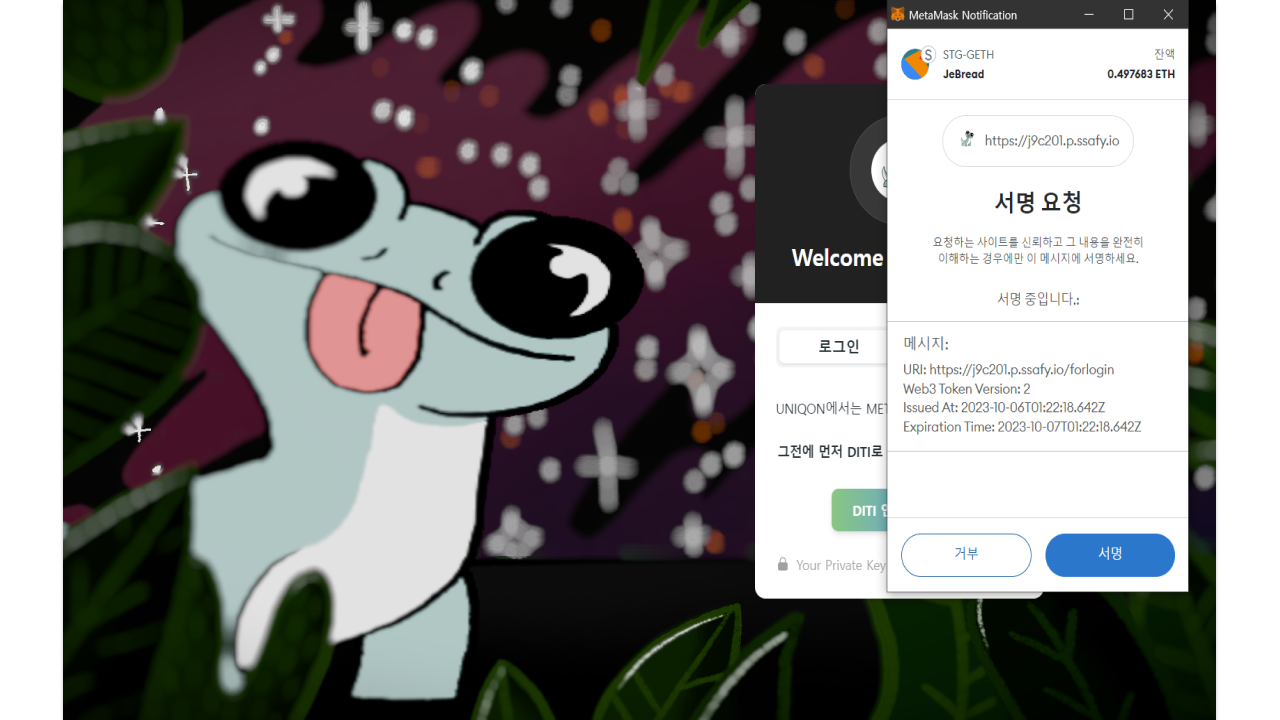 MetaMask Notification
S
STG-GETH
잔액
JeBread
0.497683 ETH
https://j9c201.p.ssafy.io
서명 요청
요청하는 사이트를 신뢰하고 그 내용을 완전히
이해하는 경우에만 이 메시지에 서명하세요.
서명 중입니다.:
메시지:
URI: https://j9c201.p.ssafy.io/forlogin
Web3 Token Version: 2
Issued At: 2023-10-06T01:22:18.642Z
Expiration Time: 2023-10-07T01:22:18.642Z
거부
서명
Welcome
로그인
UNIQON에서는 MET
그전에 먼저 DITI로
DITI
Your Private Key